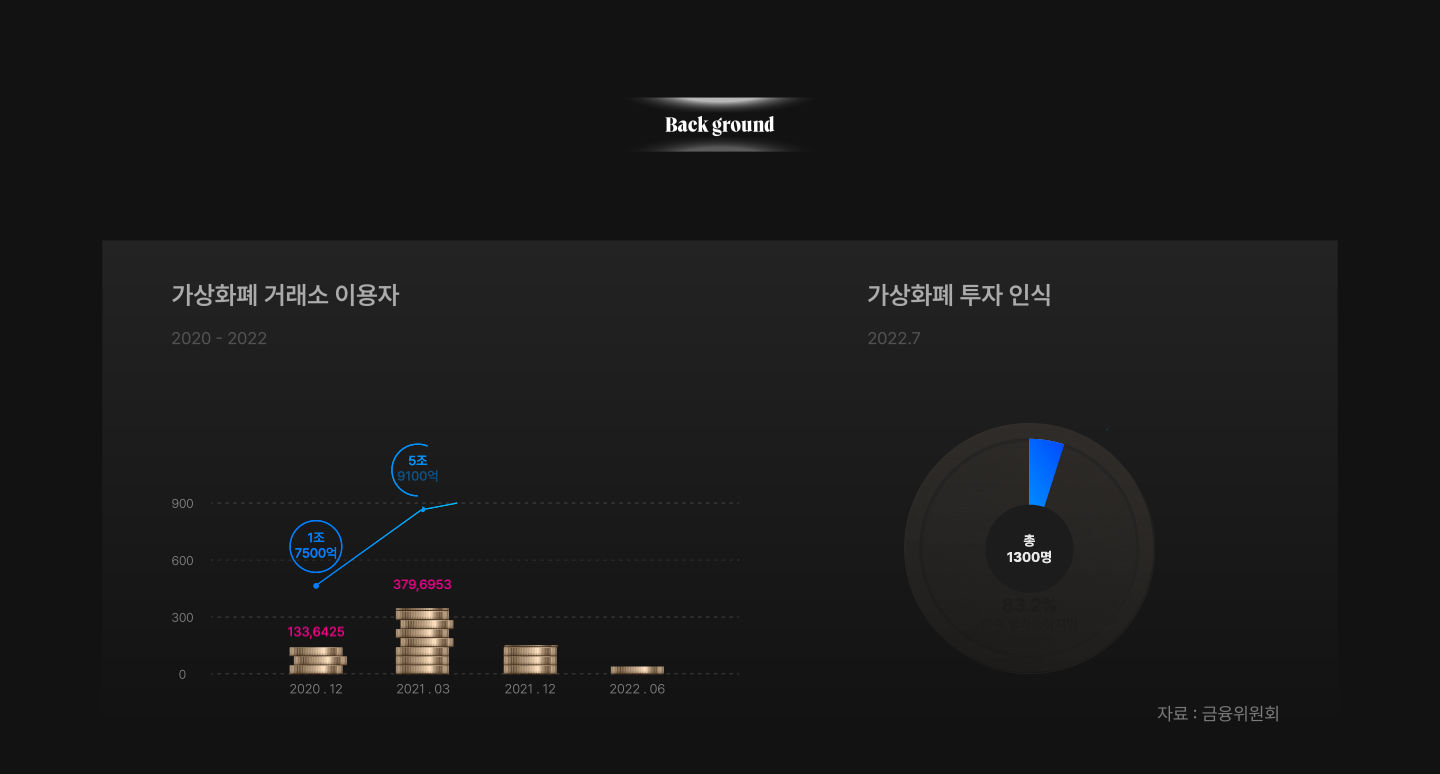 Back ground
가상화폐 거래소 이용자
2020 - 2022
가상화폐 투자 인식
2022.7
5조
9100억
900
1조
7500억
600
379,6953
300
133,6425
0
2020 . 12
2021 . 03
2021 . 12
2022 . 06
총
1300명
83.2%
자료 : 금융위원회